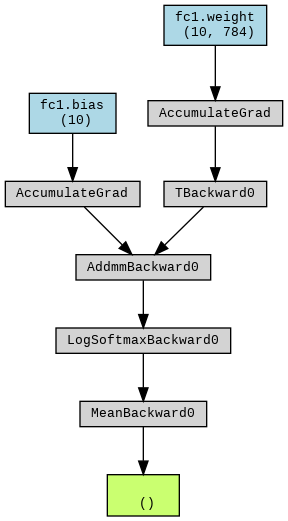 fc1.weight
(10, 784)
fc1.bias
(10)
AccumulateGrad
AccumulateGrad
TBackward0
AddmmBackward0
LogSoftmaxBackward0
MeanBackward0
()